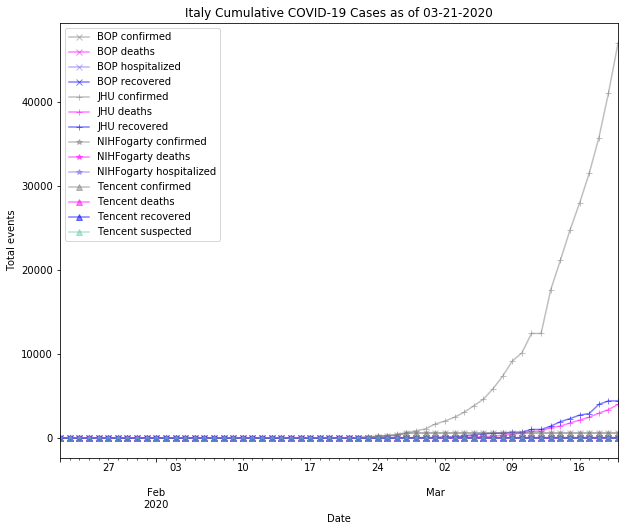 Italy Cumulative COVID-19 Cases as of 03-21-2020
BOP confirmed
BOP deaths
BOP hospitalized
BOP recovered
JHU confirmed
JHU deaths
JHU recovered
NIHFogarty confirmed
NIHFogarty deaths
NIHFogarty hospitalized
Tencent confirmed
Tencent deaths
Tencent recovered
Tencent suspected
40000
30000
20000
10000
0
Total events
27 03 10 17 24 02 09 16
Feb Mar
2020
Date